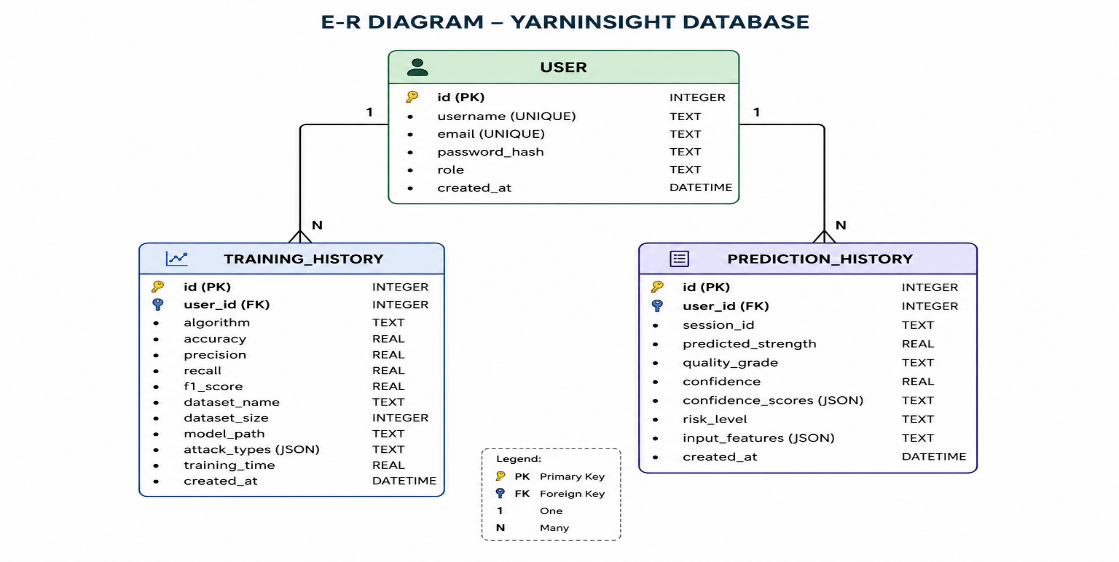 E-R DIAGRAM – YARNINSIGHT DATABASE
USER
id (PK) INTEGER
username (UNIQUE) TEXT
email (UNIQUE) TEXT
password_hash TEXT
role TEXT
created_at DATETIME
1
1
N
N
TRAINING_HISTORY
id (PK) INTEGER
user_id (FK) INTEGER
algorithm TEXT
accuracy REAL
precision REAL
recall REAL
f1_score REAL
dataset_name TEXT
dataset_size INTEGER
model_path TEXT
attack_types (JSON) TEXT
training_time REAL
created_at DATETIME
PREDICTION_HISTORY
id (PK) INTEGER
user_id (FK) INTEGER
session_id TEXT
predicted_strength REAL
quality_grade TEXT
confidence REAL
confidence_scores (JSON) TEXT
risk_level TEXT
input_features (JSON) TEXT
created_at DATETIME
Legend:
PK Primary Key
FK Foreign Key
1 One
N Many